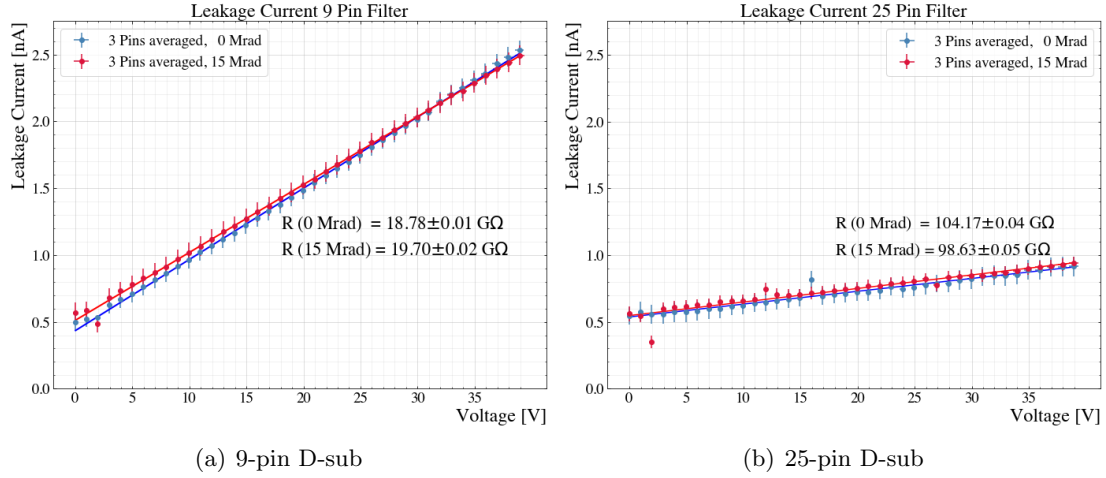 Leakage Current 9 Pin Filter
Leakage Current [nA]
3 Pins averaged, 0 Mrad
3 Pins averaged, 15 Mrad
2.5
2.0
1.5
1.0
0.5
0.0
R (0 Mrad) = 18.78±0.01 GΩ
R (15 Mrad) = 19.70±0.02 GΩ
0 5 10 15 20 25 30 35
Voltage [V]
(a) 9-pin D-sub
Leakage Current 25 Pin Filter
Leakage Current [nA]
3 Pins averaged, 0 Mrad
3 Pins averaged, 15 Mrad
2.5
2.0
1.5
1.0
0.5
0.0
R (0 Mrad) = 104.17±0.04 GΩ
R (15 Mrad) = 98.63±0.05 GΩ
0 5 10 15 20 25 30 35
Voltage [V]
(b) 25-pin D-sub